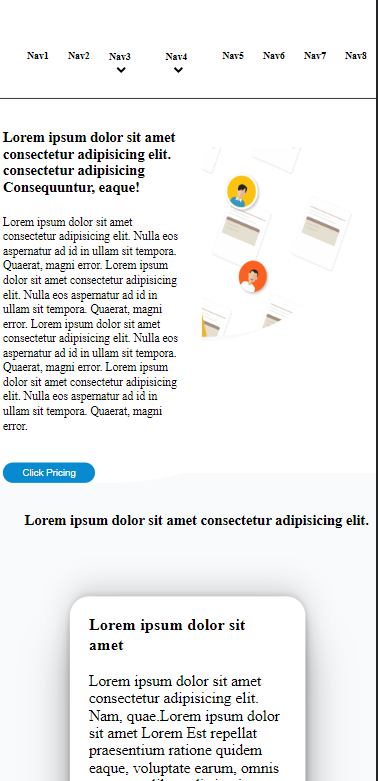 Nav1 Nav2 Nav3 Nav4 Nav5 Nav6 Nav7 Nav8
Lorem ipsum dolor sit amet
consectetur adipisicing elit.
consectetur adipisicing
Consequuntur, eaque!
Lorem ipsum dolor sit amet
consectetur adipisicing elit. Nulla eos
aspernatur ad id in ullam sit tempora.
Quaerat, magni error. Lorem ipsum
dolor sit amet consectetur adipisicing
elit. Nulla eos aspernatur ad id in
ullam sit tempora. Quaerat, magni
error. Lorem ipsum dolor sit amet
consectetur adipisicing elit. Nulla eos
aspernatur ad id in ullam sit tempora.
Quaerat, magni error. Lorem ipsum
dolor sit amet consectetur adipisicing
elit. Nulla eos aspernatur ad id in
ullam sit tempora. Quaerat, magni
error.
Click Pricing
Lorem ipsum dolor sit amet consectetur adipisicing elit.
Lorem ipsum dolor sit
amet
Lorem ipsum dolor sit amet
consectetur adipisicing elit.
Nam, quae.Lorem ipsum dolor
sit amet Lorem Est repellat
praesentium ratione quidem
eaque, voluptate earum, omnis